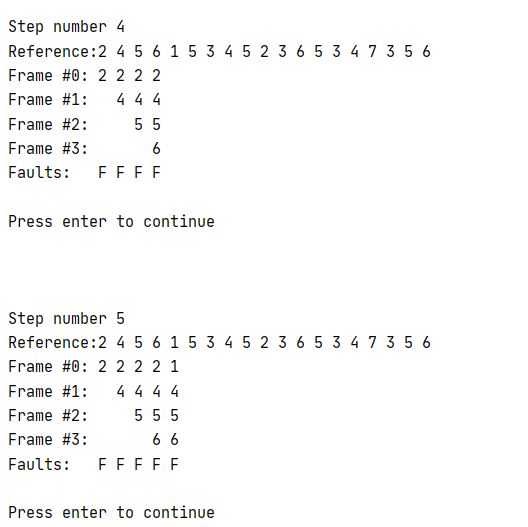 Step number 4
Reference:2 4 5 6 1 5 3 4 5 2 3 6 5 3 4 7 3 5 6
Frame #0: 2 2 2 2
Frame #1:   4 4 4
Frame #2:     5 5
Frame #3:       6
Faults:   F F F F
Press enter to continue
Step number 5
Reference:2 4 5 6 1 5 3 4 5 2 3 6 5 3 4 7 3 5 6
Frame #0: 2 2 2 2 1
Frame #1:   4 4 4 4
Frame #2:     5 5 5
Frame #3:       6 6
Faults:   F F F F F
Press enter to continue